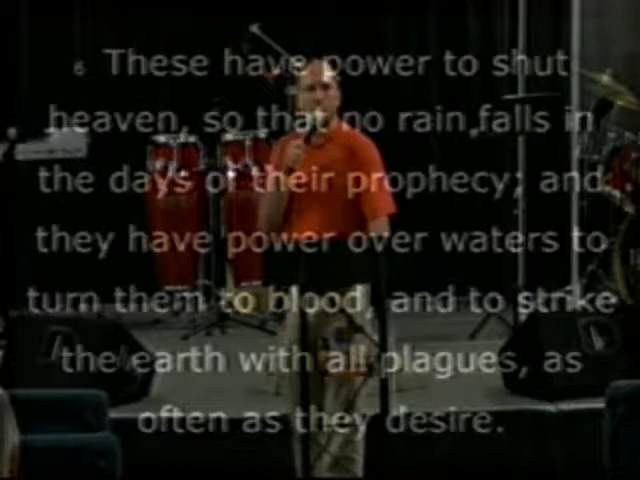 6 These have power to shut
heaven, so that no rain falls in
the days of their prophecy; and
they have power over waters to
turn them to blood, and to strike
the earth with all plagues, as
often as they desire.